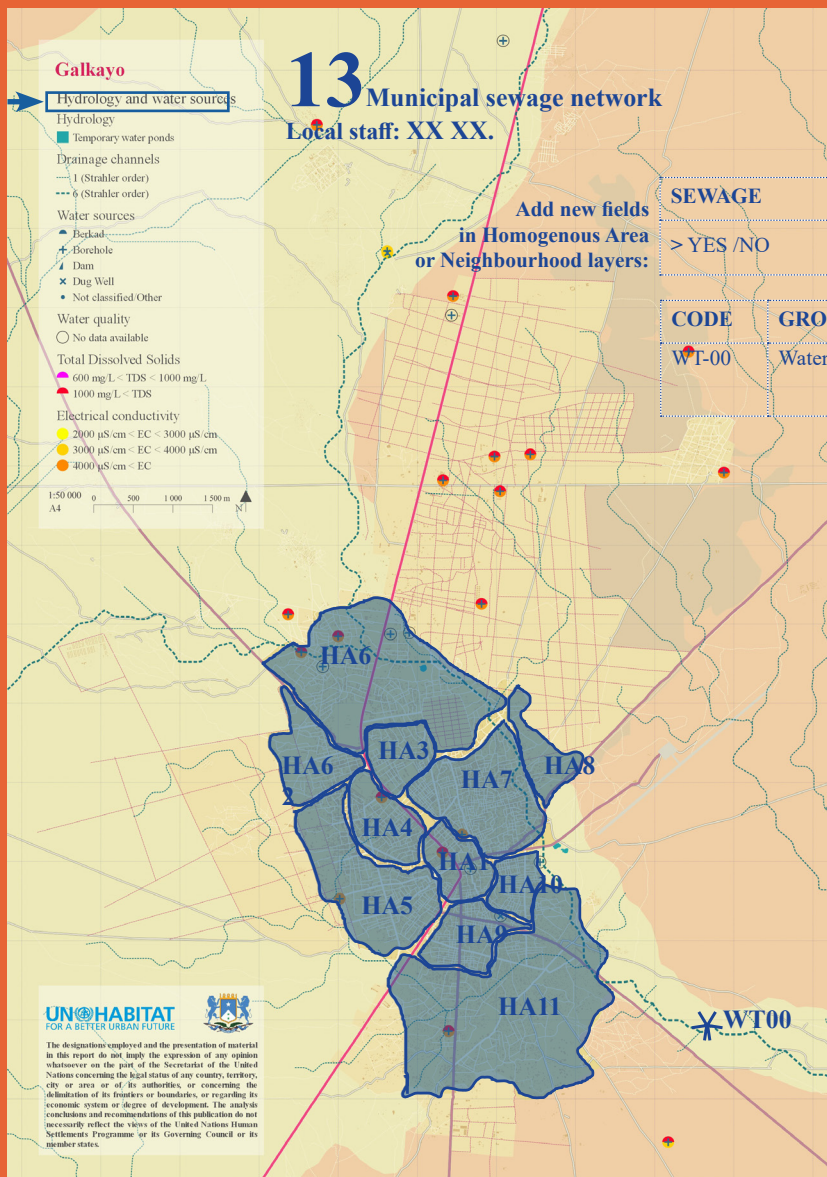 Galkayo
Hydrology and water sources
Hydrology
Temporary water ponds
Drainage channels
1 (Strahler order)
6 (Strahler order)
Water sources
Berkad
Borehole
Dam
Dug Well
Not classified/Other
Water quality
No data available
Total Dissolved Solids
600 mg/L < TDS < 1000 mg/L
1000 mg/L < TDS
Electrical conductivity
2000 µS/cm < EC < 3000 µS/cm
3000 µS/cm < EC < 4000 µS/cm
4000 µS/cm < EC
1:50 000 0 500 1 000 1 500 m
A4 N
13 Municipal sewage network
Local staff: XX XX.
Add new fields
in Homogenous Area
or Neighbourhood layers:
SEWAGE
> YES /NO
CODE GRO
WT-00 Water
HA6
HA3
HA6
2
HA7
HA8
HA4
HA1
HA10
HA5
HA9
HA11
WT00
UN HABITAT
FOR A BETTER URBAN FUTURE
The designations employed and the presentation of material
in this report do not imply the expression of any opinion
whatsoever on the part of the Secretariat of the United
Nations concerning the legal status of any country, territory,
city or area or of its authorities, or concerning the
delimitation of its frontiers or boundaries, or regarding its
economic system or degree of development. The analysis
conclusions and recommendations of this publication do not
necessarily reflect the views of the United Nations Human
Settlements Programme or its Governing Council or its
member states.